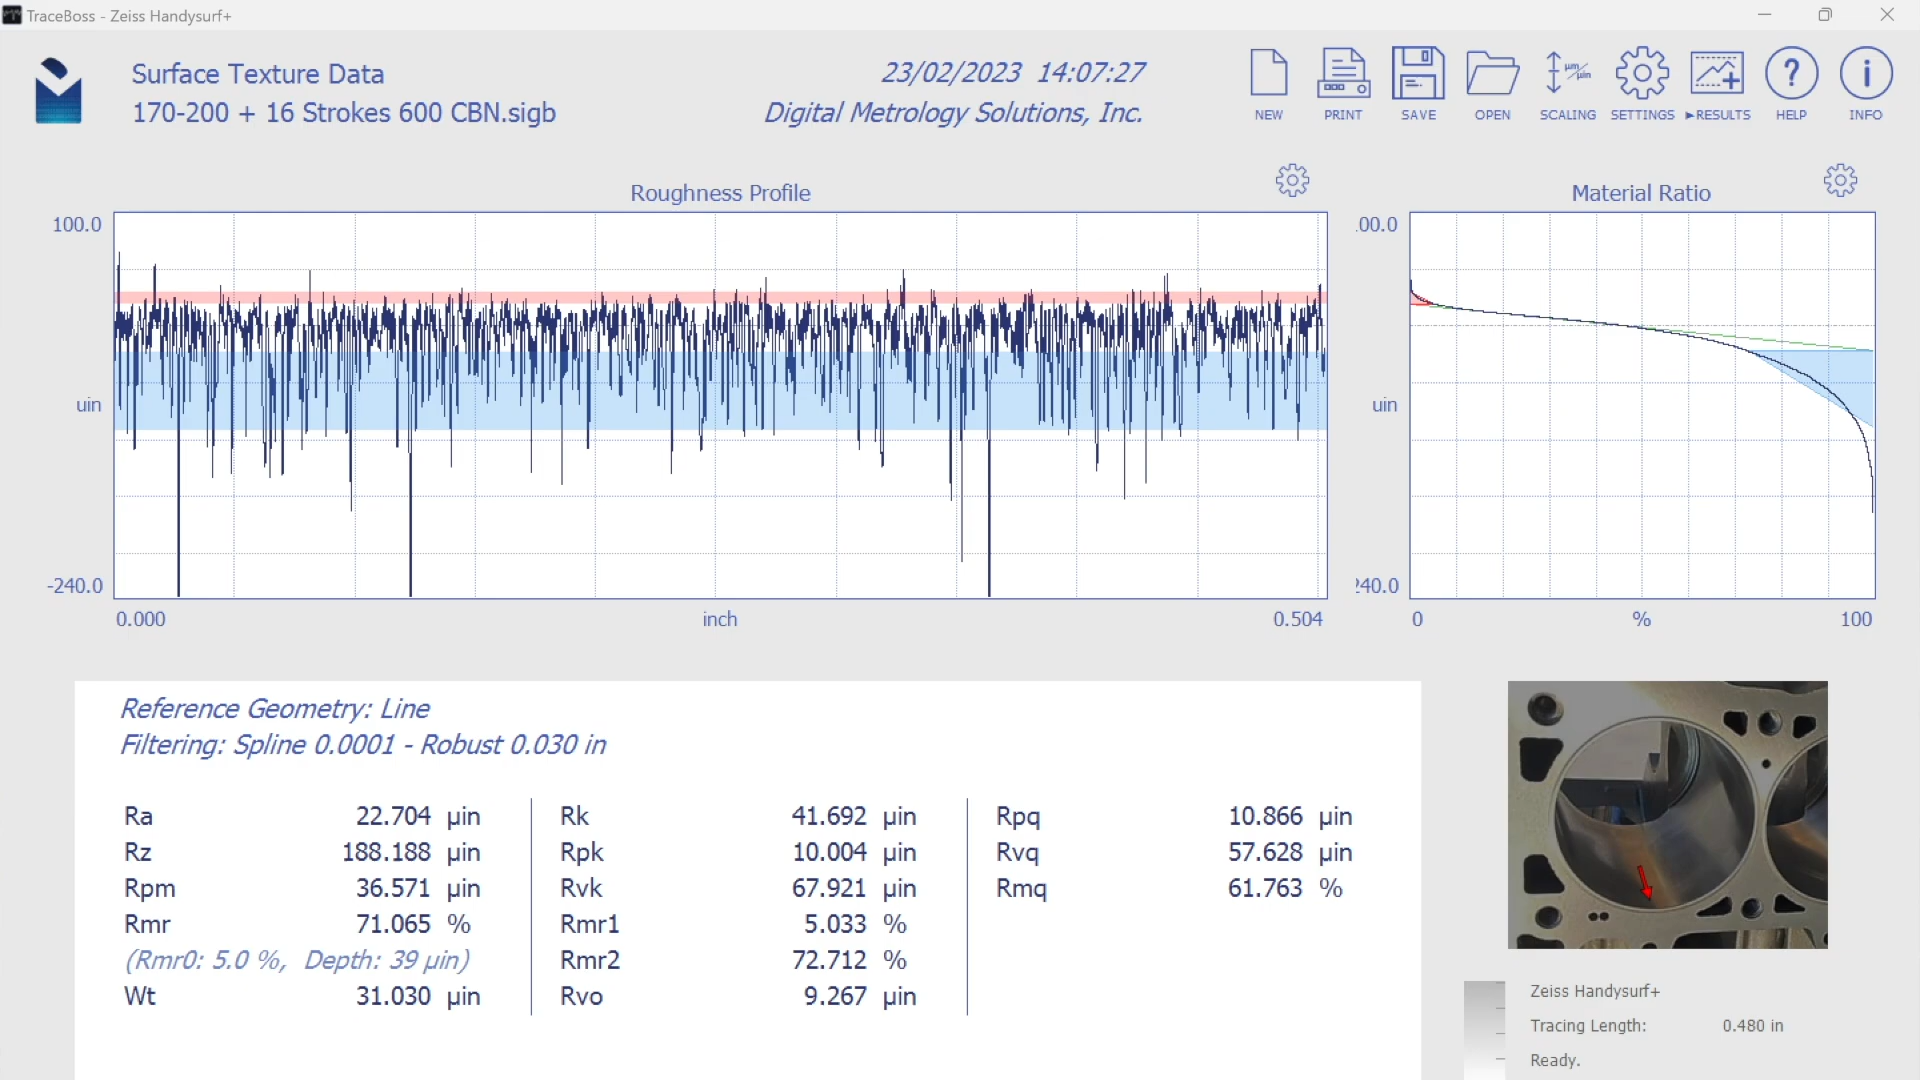 TraceBoss - Zeiss Handysurf+
Surface Texture Data
170-200 + 16 Strokes 600 CBN.sigb
23/02/2023 14:07:27
Digital Metrology Solutions, Inc.
NEW
PRINT
SAVE
OPEN
µm/µin
SCALING
SETTINGS
►RESULTS
HELP
INFO
Roughness Profile
100.0
uin
-240.0
0.000
inch
0.504
Material Ratio
00.0
uin
240.0
0
%
100
Reference Geometry: Line
Filtering: Spline 0.0001 - Robust 0.030 in
Ra 22.704 µin
Rz 188.188 µin
Rpm 36.571 µin
Rmr 71.065 %
(Rmr0: 5.0 %, Depth: 39 µin)
Wt 31.030 µin
Rk 41.692 µin
Rpk 10.004 µin
Rvk 67.921 µin
Rmr1 5.033 %
Rmr2 72.712 %
Rvo 9.267 µin
Rpq 10.866 µin
Rvq 57.628 µin
Rmq 61.763 %
Zeiss Handysurf+
Tracing Length: 0.480 in
Ready.